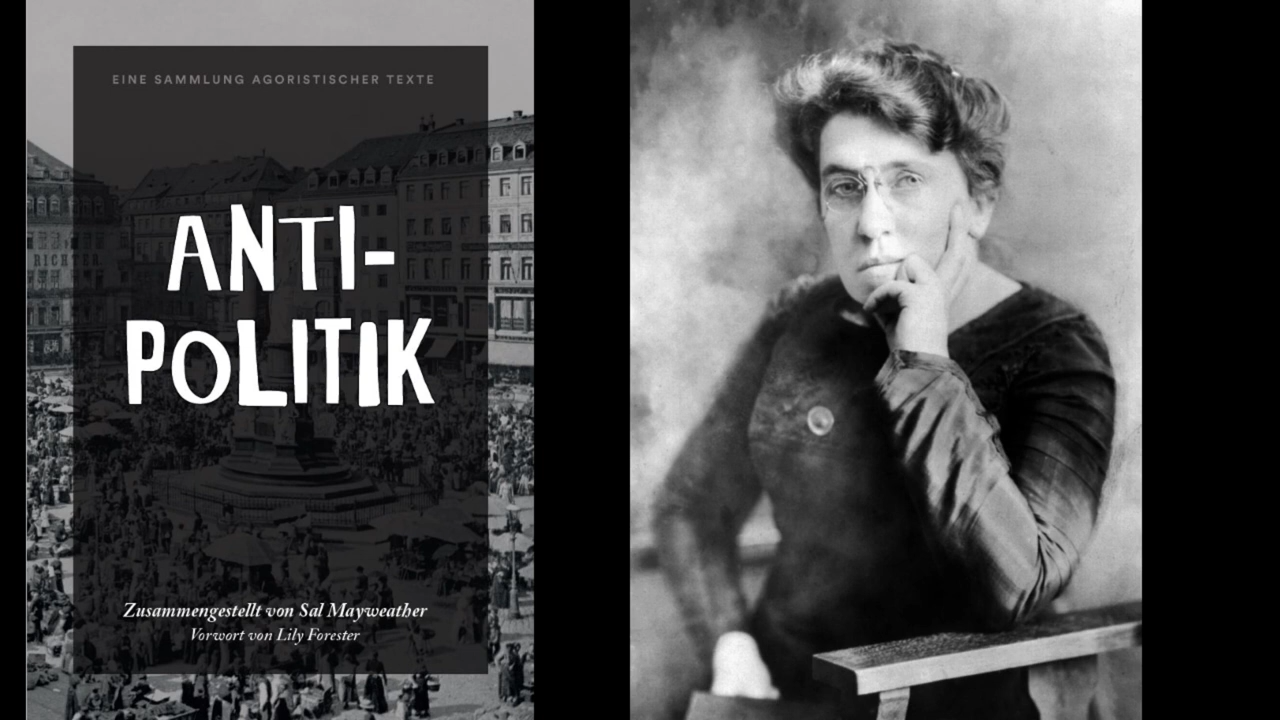 EINE SAMMLUNG AGORISTISCHER TEXTE
ANTI-
POLITIK
Zusammengestellt von Sal Mayweather
Vorwort von Lily Forester